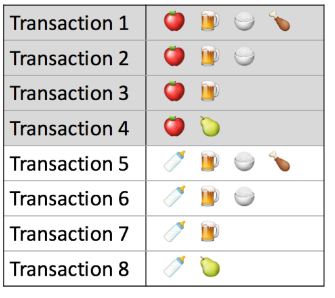 Transaction 1
Transaction 2
Transaction 3
Transaction 4
Transaction 5
Transaction 6
Transaction 7
Transaction 8